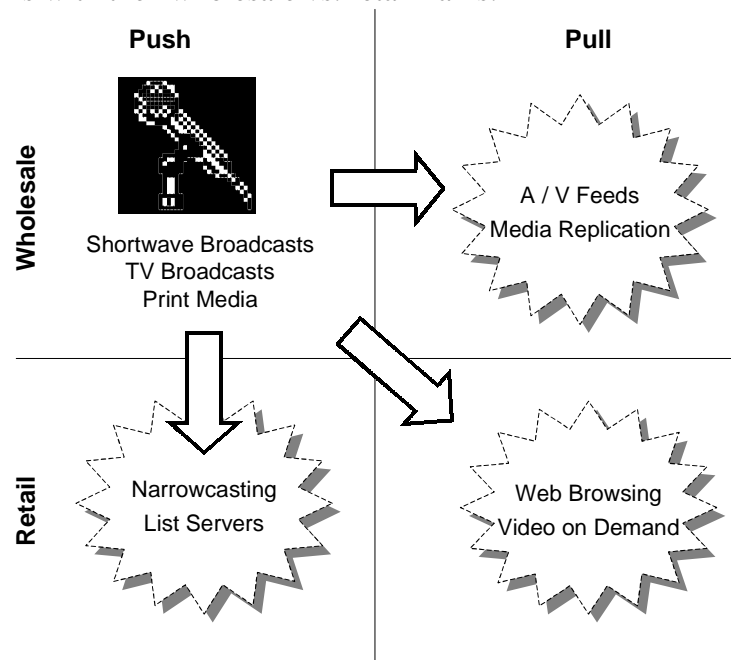 Push
Pull
Wholesale
Shortwave Broadcasts
TV Broadcasts
Print Media
A / V Feeds
Media Replication
Retail
Narrowcasting
List Servers
Web Browsing
Video on Demand